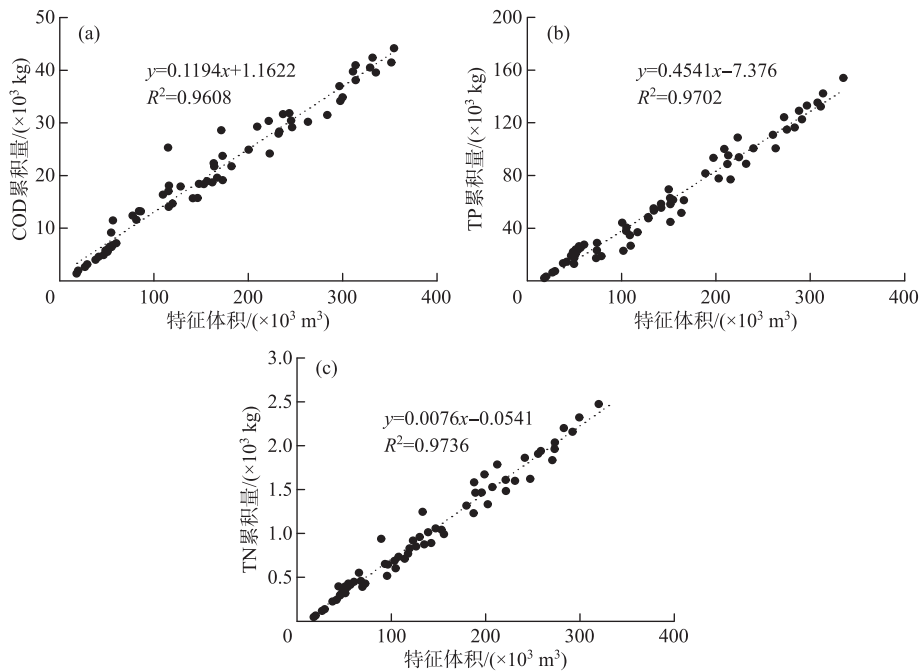 (a)
50
40
30
20
10
0
100
200
300
400
COD累积量/(×10³ kg)
y=0.1194x+1.1622
R²=0.9608
特征体积/(×10³ m³)
(b)
200
160
120
80
40
0
100
200
300
400
TP累积量/(×10³ kg)
y=0.4541x−7.376
R²=0.9702
特征体积/(×10³ m³)
(c)
3.0
2.5
2.0
1.5
1.0
0.5
0
100
200
300
400
TN累积量/(×10³ kg)
y=0.0076x−0.0541
R²=0.9736
特征体积/(×10³ m³)